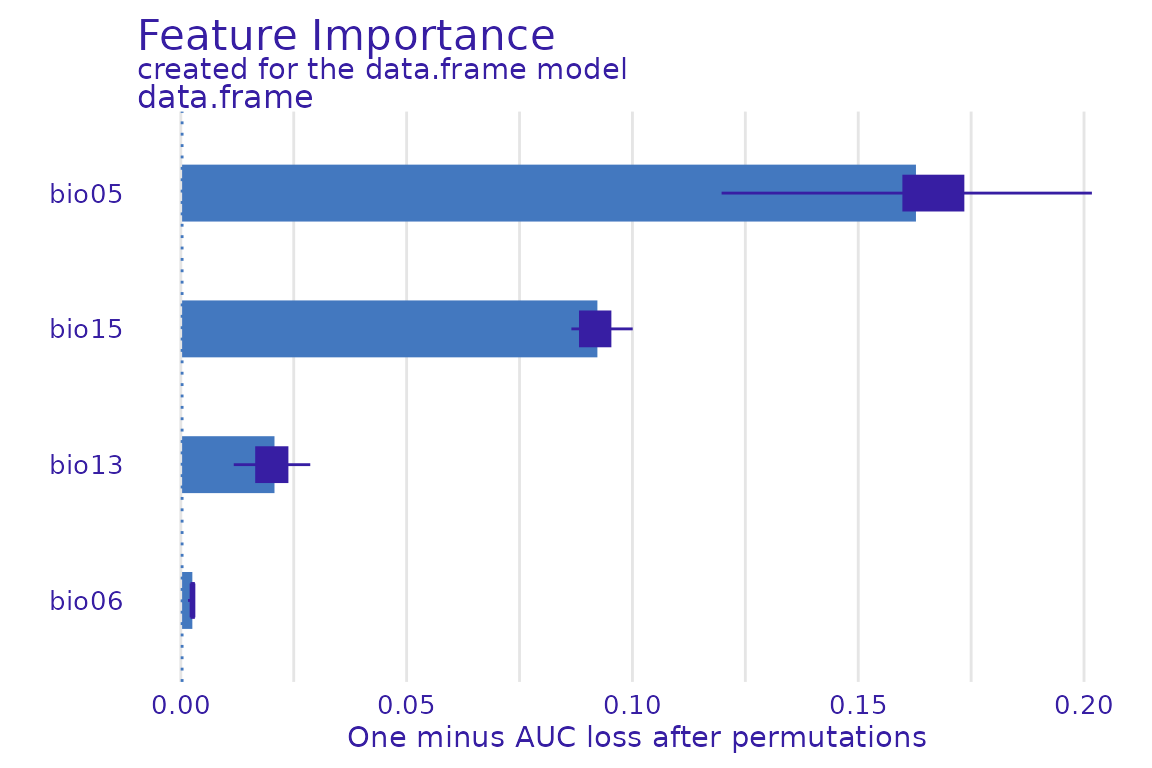 Feature Importance
created for the data.frame model
data.frame
bio05
bio15
bio13
bio06
0.00 0.05 0.10 0.15 0.20
One minus AUC loss after permutations